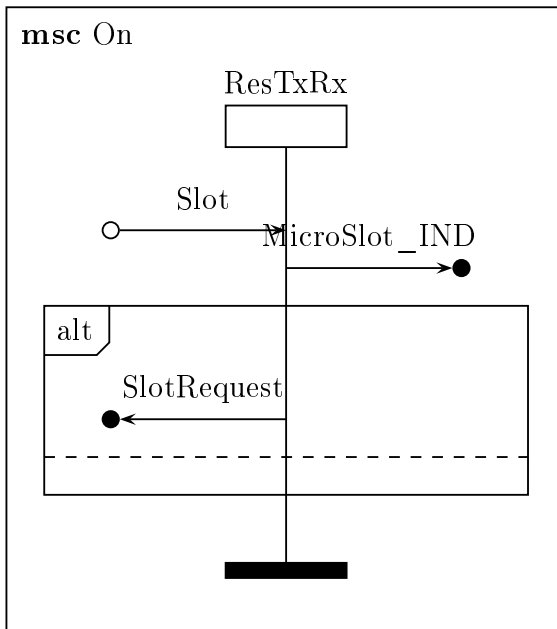 msc On
ResTxRx
Slot
MicroSlot_IND
alt
SlotRequest